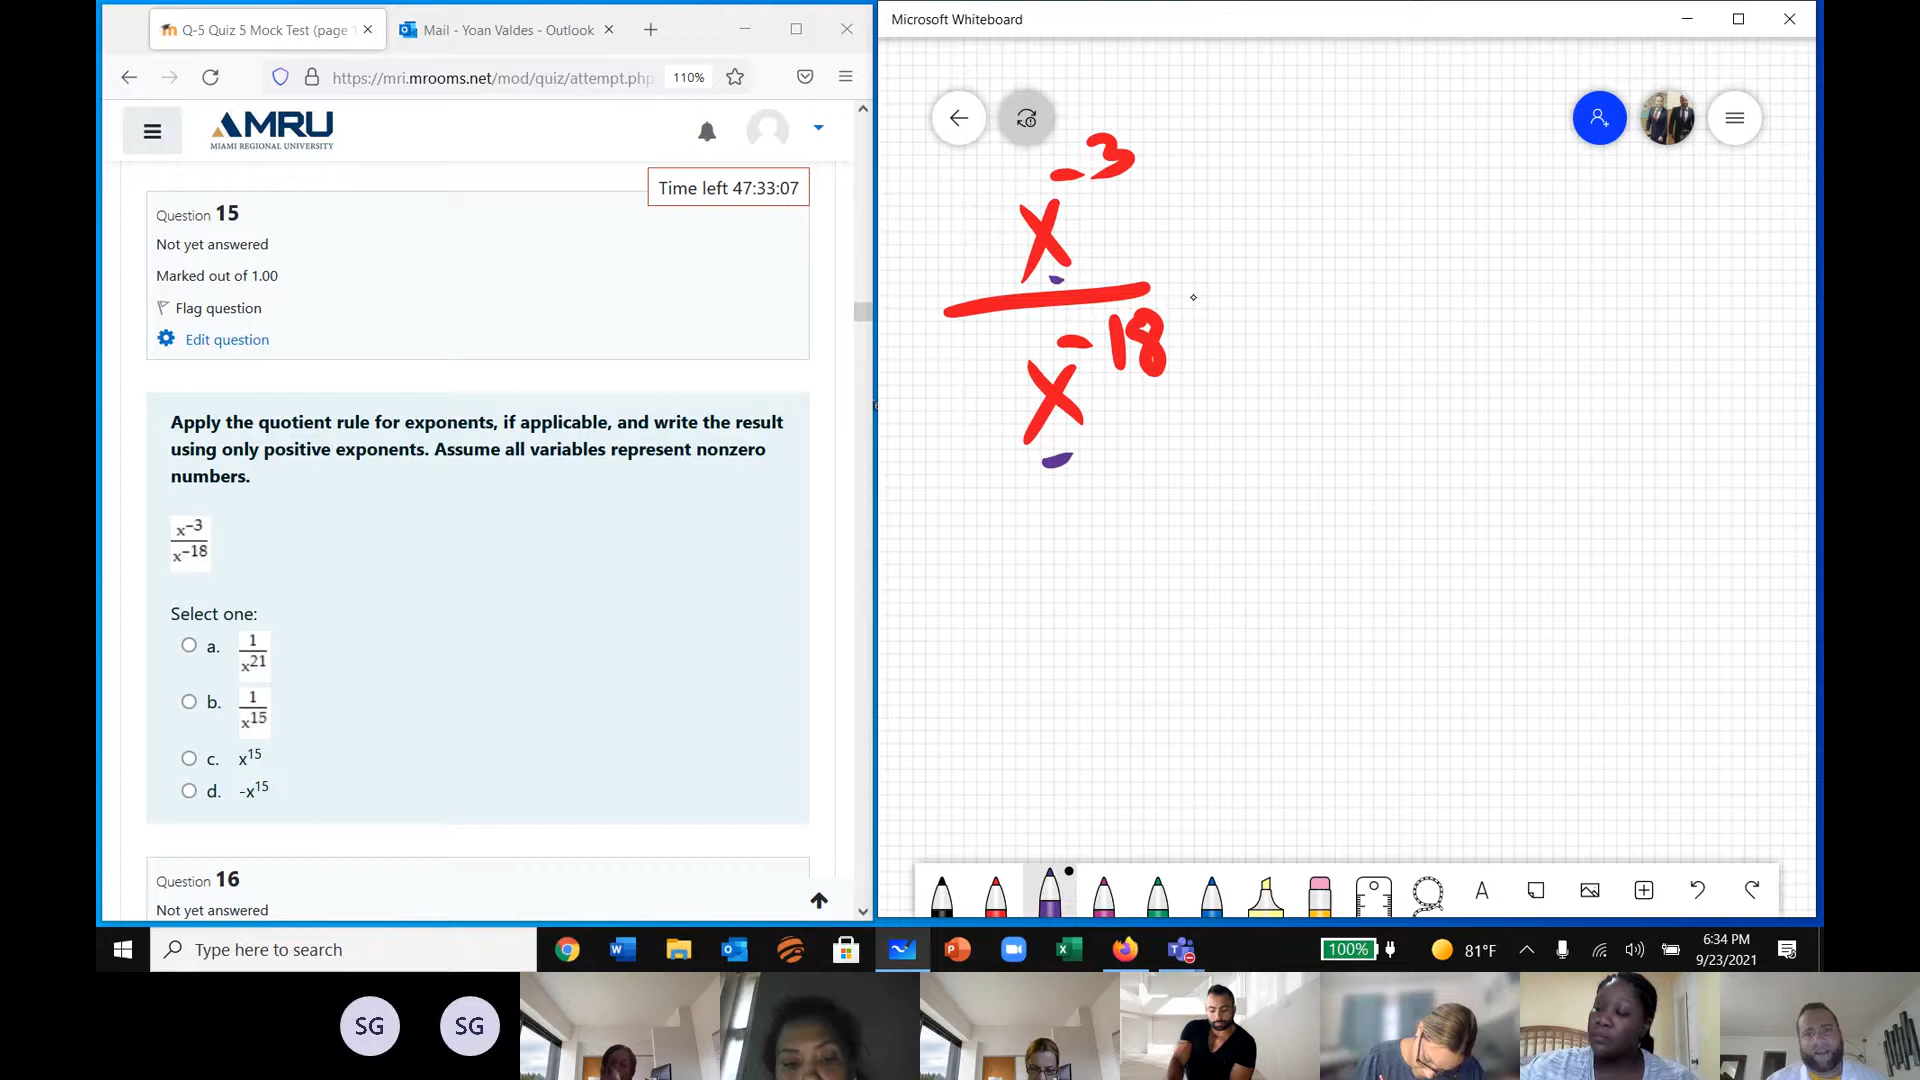 Q-5 Quiz 5 Mock Test (page 1
Mail - Yoan Valdes - Outlook
https://mri.mrooms.net/mod/quiz/attempt.php
110%
MRU
MIAMI REGIONAL UNIVERSITY
Time left 47:33:07
Question 15
Not yet answered
Marked out of 1.00
Flag question
Edit question
Apply the quotient rule for exponents, if applicable, and write the result
using only positive exponents. Assume all variables represent nonzero
numbers.
x^-3
x^-18
Select one:
a. 1
x^21
b. 1
x^15
c. x^15
d. -x^15
Question 16
Not yet answered
Microsoft Whiteboard
x^-3
x^-18
A
Type here to search
100%
81°F
6:34 PM
9/23/2021
SG
SG